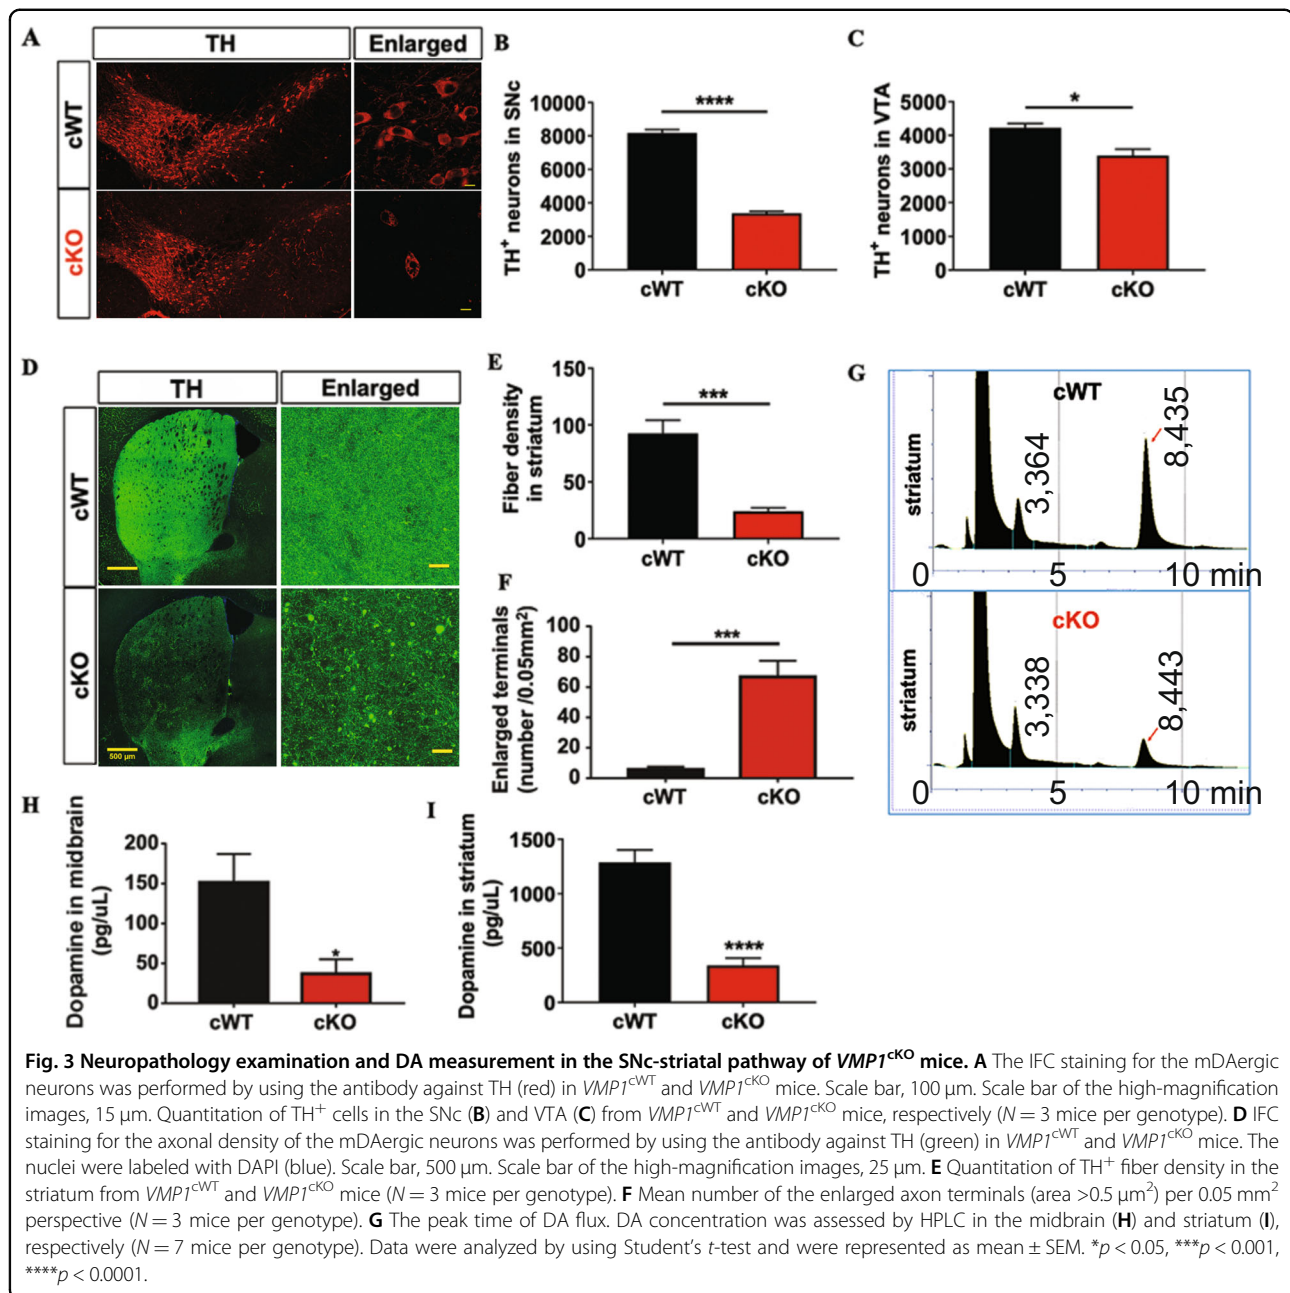 A
TH
Enlarged
cWT
cKO
B
TH⁺ neurons in SNc
10000
8000
6000
4000
2000
0
****
cWT
cKO
C
TH⁺ neurons in VTA
5000
4000
3000
2000
1000
0
*
cWT
cKO
D
TH
Enlarged
cWT
cKO
500 µm
E
Fiber density
in striatum
150
100
50
0
***
cWT
cKO
F
Enlarged terminals
(number /0.05mm²)
100
80
60
40
20
0
***
cWT
cKO
G
cWT
striatum
3,364
8,435
0
5
10 min
cKO
striatum
3,338
8,443
0
5
10 min
H
Dopamine in midbrain
(pg/uL)
200
150
100
50
0
*
cWT
cKO
I
Dopamine in striatum
(pg/uL)
1500
1000
500
0
****
cWT
cKO
Fig. 3 Neuropathology examination and DA measurement in the SNc-striatal pathway of VMP1ᶜᴷᴼ mice. A The IFC staining for the mDAergic
neurons was performed by using the antibody against TH (red) in VMP1ᶜᵂᵀ and VMP1ᶜᴷᴼ mice. Scale bar, 100 µm. Scale bar of the high-magnification
images, 15 µm. Quantitation of TH⁺ cells in the SNc (B) and VTA (C) from VMP1ᶜᵂᵀ and VMP1ᶜᴷᴼ mice, respectively (N = 3 mice per genotype). D IFC
staining for the axonal density of the mDAergic neurons was performed by using the antibody against TH (green) in VMP1ᶜᵂᵀ and VMP1ᶜᴷᴼ mice. The
nuclei were labeled with DAPI (blue). Scale bar, 500 µm. Scale bar of the high-magnification images, 25 µm. E Quantitation of TH⁺ fiber density in the
striatum from VMP1ᶜᵂᵀ and VMP1ᶜᴷᴼ mice (N = 3 mice per genotype). F Mean number of the enlarged axon terminals (area >0.5 µm²) per 0.05 mm²
perspective (N = 3 mice per genotype). G The peak time of DA flux. DA concentration was assessed by HPLC in the midbrain (H) and striatum (I),
respectively (N = 7 mice per genotype). Data were analyzed by using Student's t-test and were represented as mean ± SEM. *p < 0.05, ***p < 0.001,
****p < 0.0001.